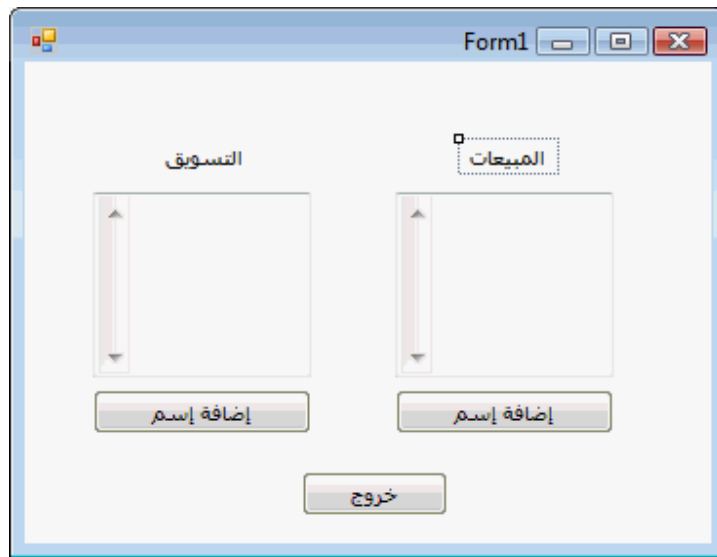 Form1
المبيعات
التسويق
إضافة إسم
إضافة إسم
خروج